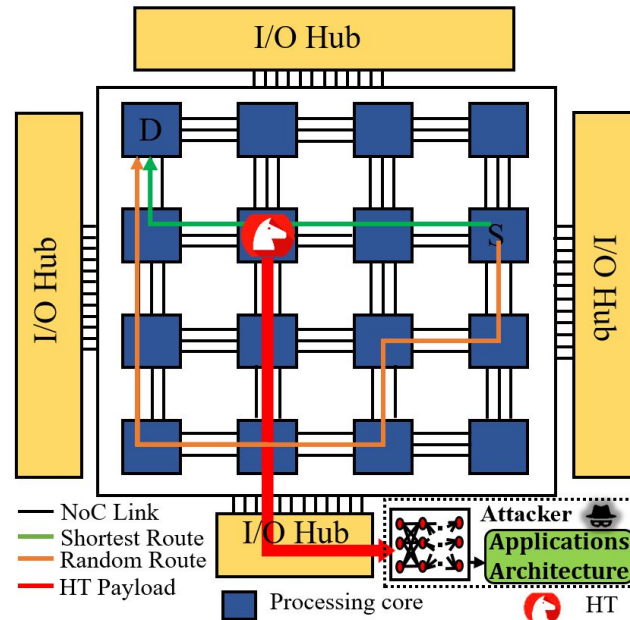 I/O Hub
D
I/O Hub
S
I/O Hub
I/O Hub
NoC Link
Shortest Route
Random Route
HT Payload
Attacker
Applications
Architecture
Processing core
HT